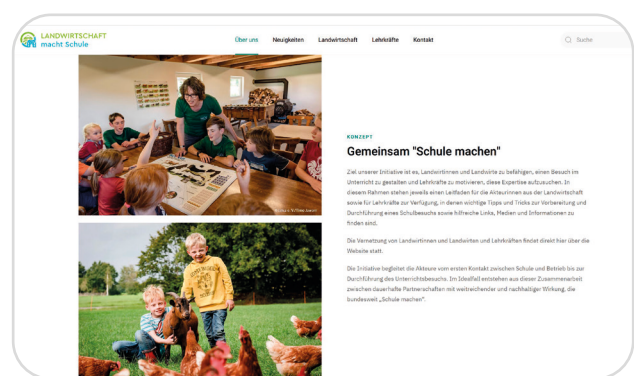 LANDWIRTSCHAFT
macht Schule
Über uns Neuigkeiten Landwirtschaft Lehrkräfte Kontakt
Suche
KONZEPT
Gemeinsam "Schule machen"
Ziel unserer Initiative ist es, Landwirtinnen und Landwirte zu befähigen, einen Besuch im
Unterricht zu gestalten und Lehrkräfte zu motivieren, diese Expertise aufzusuchen. In
diesem Rahmen stehen jeweils einen Leitfaden für die Akteurinnen aus der Landwirtschaft
sowie für Lehrkräfte zur Verfügung, in denen wichtige Tipps und Tricks zur Vorbereitung und
Durchführung eines Schulbesuchs sowie hilfreiche Links, Medien und Informationen zu
finden sind.
Die Vernetzung von Landwirtinnen und Landwirten und Lehrkräften findet direkt hier über die
Website statt.
Die Initiative begleitet die Akteure vom ersten Kontakt zwischen Schule und Betrieb bis zur
Durchführung des Unterrichtsbesuchs. Im Idealfall entstehen aus dieser Zusammenarbeit
zwischen dauerhafte Partnerschaften mit weitreichender und nachhaltiger Wirkung, die
bundesweit „Schule machen".